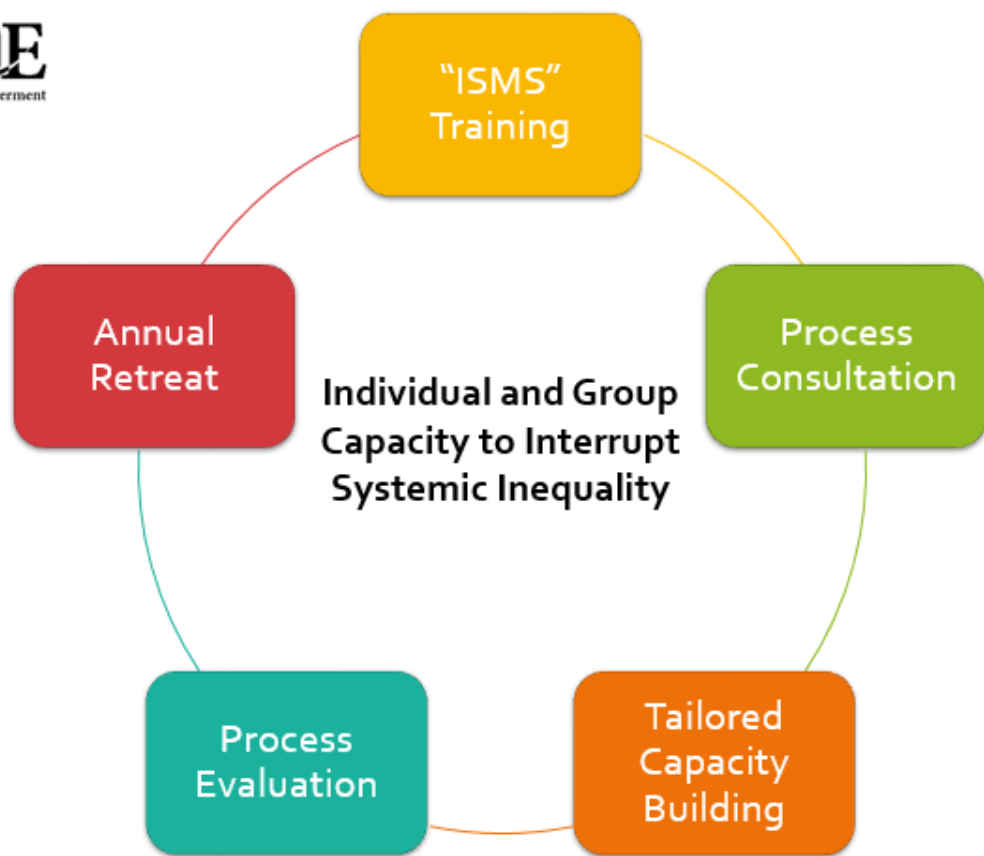 “ISMS”
Training
Annual
Retreat
Process
Consultation
Individual and Group
Capacity to Interrupt
Systemic Inequality
Process
Evaluation
Tailored
Capacity
Building